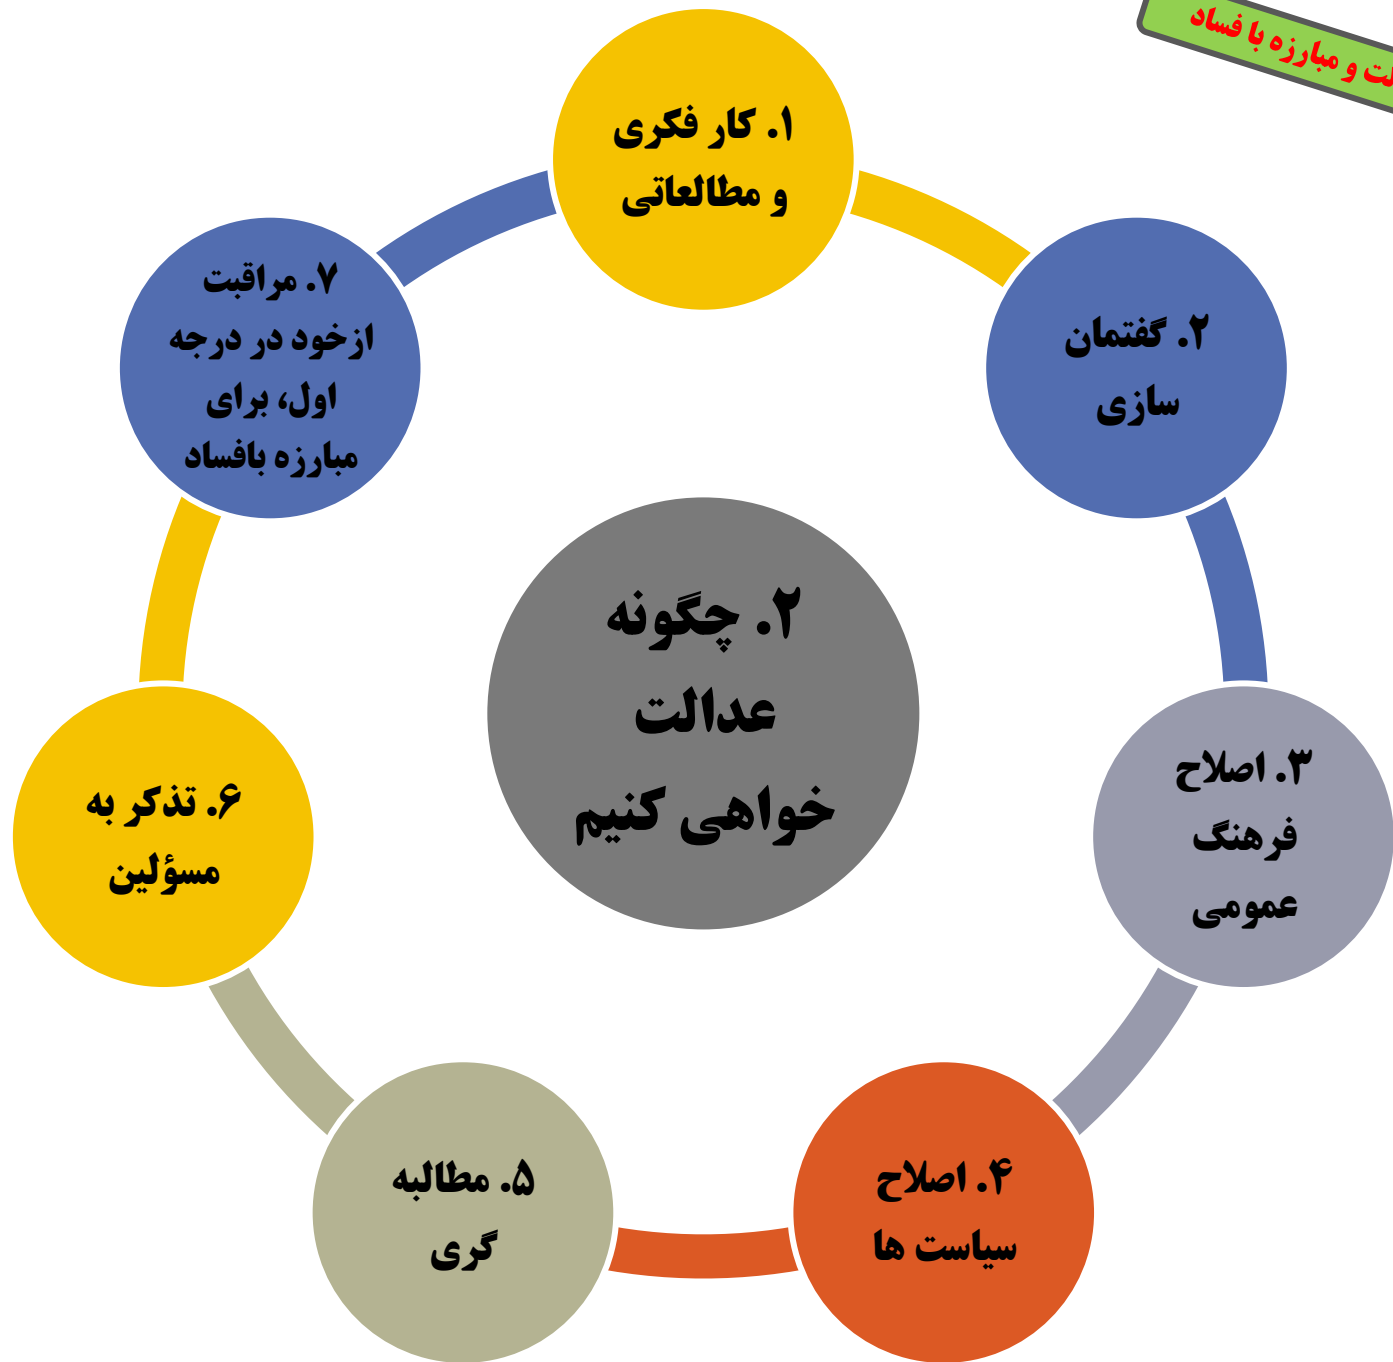 و مبارزه با فساد
۱. کار فکری
و مطالعاتی
۲. گفتمان
سازی
۳. اصلاح
فرهنگ
عمومی
۴. اصلاح
سیاست ها
۵. مطالبه
گری
۶. تذکر به
مسؤلین
۷. مراقبت
ازخود در درجه
اول، برای
مبارزه بافساد
۲. چگونه
عدالت
خواهی کنیم